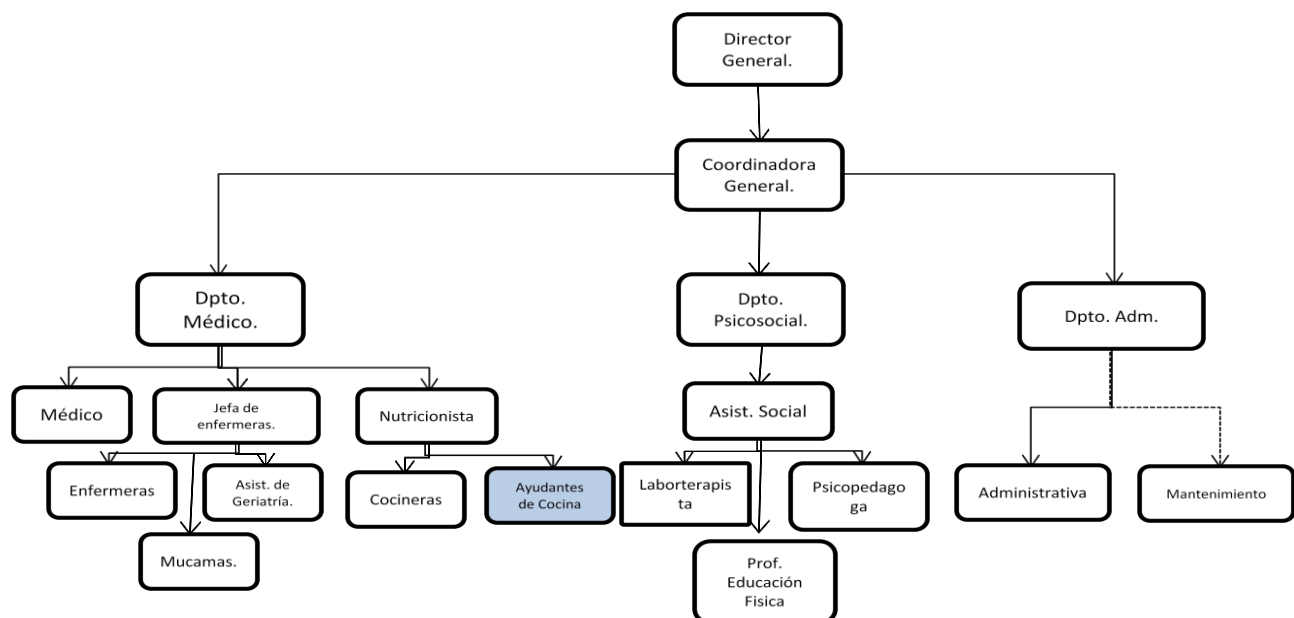 Director
General.
Coordinadora
General.
Dpto.
Médico.
Dpto.
Psicosocial.
Dpto. Adm.
Médico
Jefa de
enfermeras.
Nutricionista
Asist. Social
Enfermeras
Asist. de
Geriatría.
Cocineras
Ayudantes
de Cocina
Laborterapis
ta
Psicopedago
ga
Administrativa
Mantenimiento
Mucamas.
Prof.
Educación
Fisica